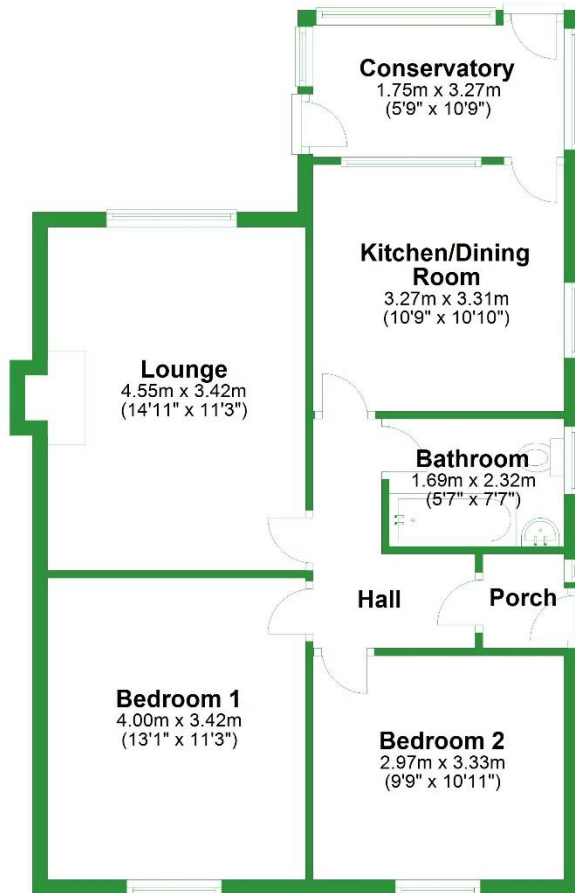 Conservatory
1.75m x 3.27m
(5'9" x 10'9")
Kitchen/Dining
Room
3.27m x 3.31m
(10'9" x 10'10")
Lounge
4.55m x 3.42m
(14'11" x 11'3")
Bathroom
1.69m x 2.32m
(5'7" x 7'7")
Hall
Porch
Bedroom 1
4.00m x 3.42m
(13'1" x 11'3")
Bedroom 2
2.97m x 3.33m
(9'9" x 10'11")